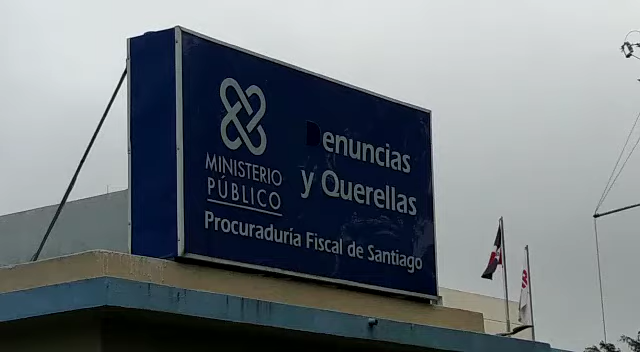 MINISTERIO
PÚBLICO
Denuncias
y Querellas
Procuraduría Fiscal de Santiago